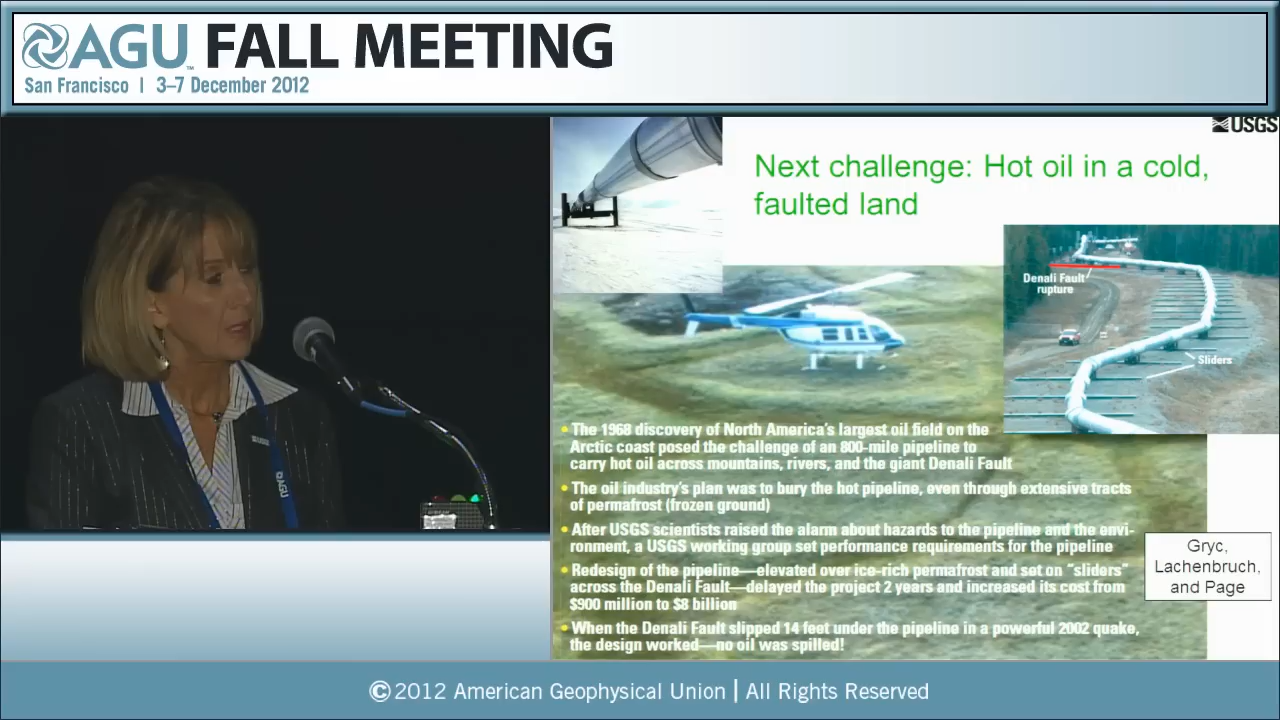 AGU FALL MEETING
San Francisco | 3–7 December 2012
USGS
Next challenge: Hot oil in a cold,
faulted land
Denali Fault
rupture
Sliders
• The 1968 discovery of North America's largest oil field on the
Arctic coast posed the challenge of an 800-mile pipeline to
carry hot oil across mountains, rivers, and the giant Denali Fault
• The oil industry's plan was to bury the hot pipeline, even through extensive tracts
of permafrost (frozen ground)
• After USGS scientists raised the alarm about hazards to the pipeline and the envi-
ronment, a USGS working group set performance requirements for the pipeline
• Redesign of the pipeline—elevated over ice-rich permafrost and set on “sliders”
across the Denali Fault—delayed the project 2 years and increased its cost from
$900 million to $8 billion
• When the Denali Fault slipped 14 feet under the pipeline in a powerful 2002 quake,
the design worked—no oil was spilled!
Gryc,
Lachenbruch,
and Page
AGU
© 2012 American Geophysical Union | All Rights Reserved